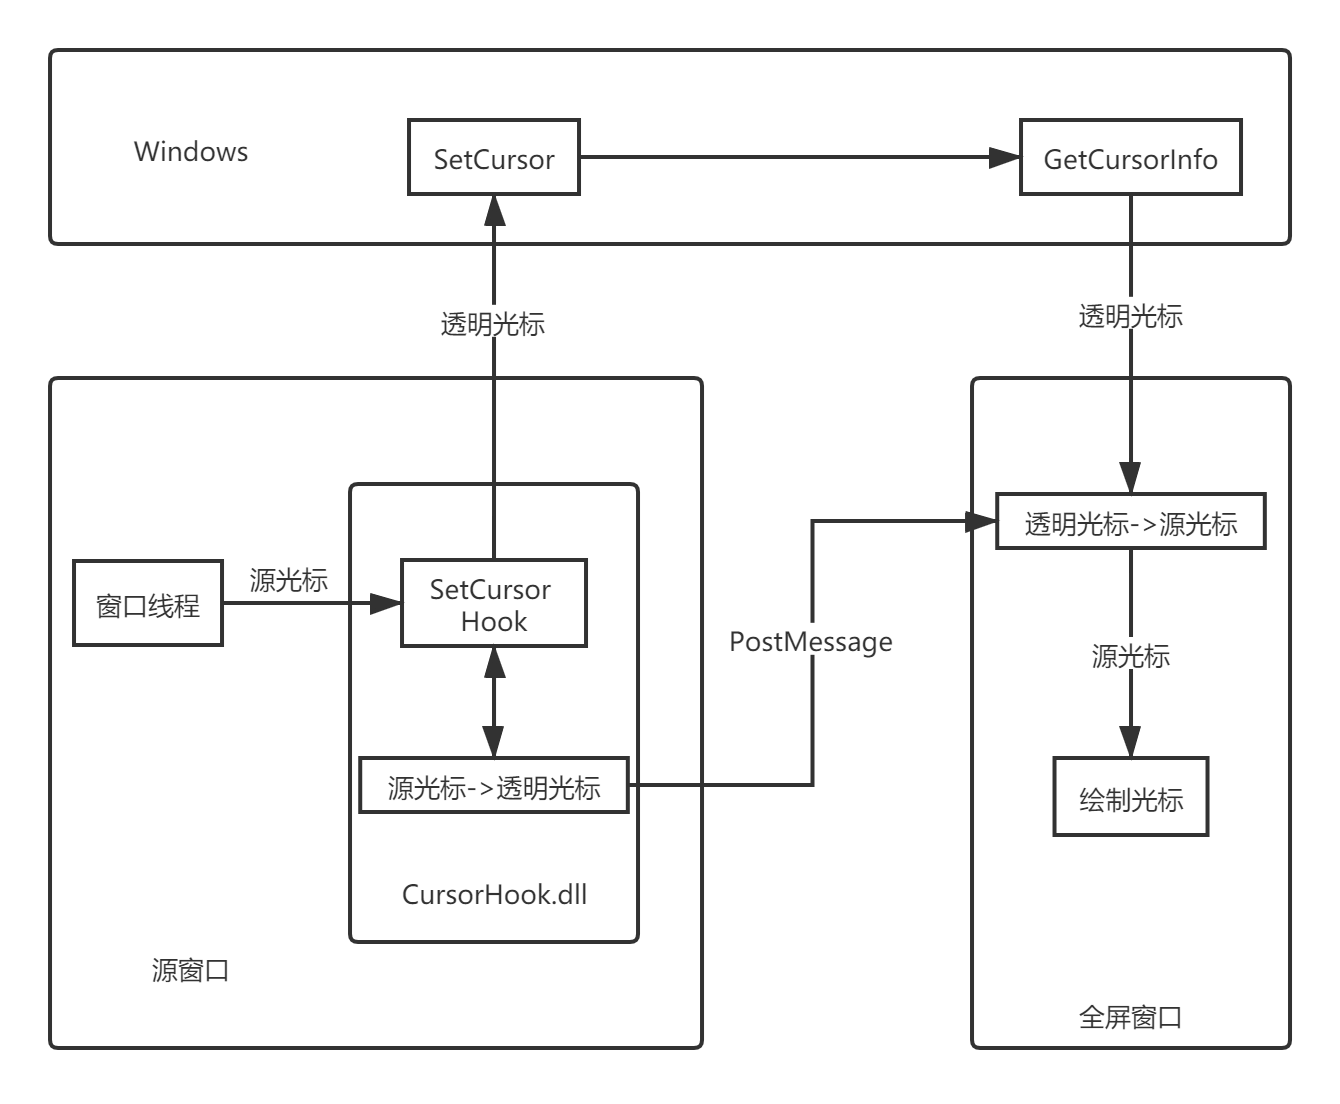 Windows
SetCursor
GetCursorInfo
透明光标
透明光标
窗口线程
源光标
SetCursor
Hook
源光标->透明光标
CursorHook.dll
源窗口
PostMessage
透明光标->源光标
源光标
绘制光标
全屏窗口